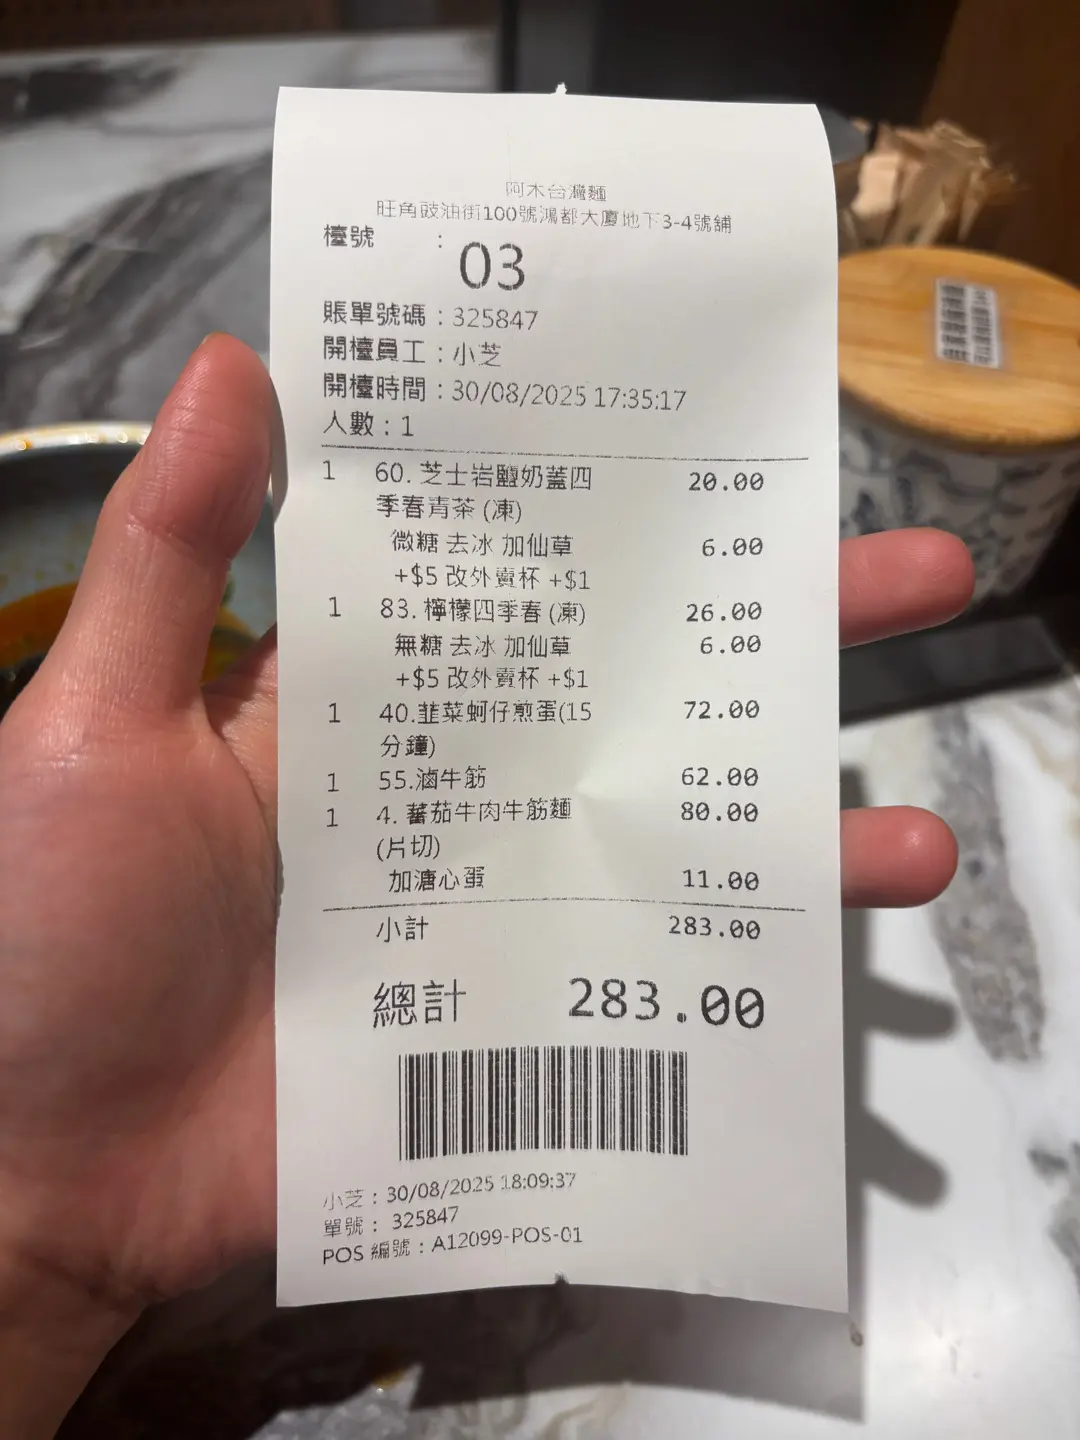 阿木台灣麵
旺角豉油街100號鴻都大廈地下3-4號舖
檯號 : 03
賬單號碼 : 325847
開檯員工 : 小芝
開檯時間 : 30/08/2025 17:35:17
人數 : 1
1 60. 芝士岩鹽奶蓋四 20.00
季春青茶 (凍)
微糖 去冰 加仙草 6.00
+$5 改外賣杯 +$1
1 83. 檸檬四季春 (凍) 26.00
無糖 去冰 加仙草 6.00
+$5 改外賣杯 +$1
1 40.韮菜蚵仔煎蛋(15 72.00
分鐘)
1 55.滷牛筋 62.00
1 4. 蕃茄牛肉牛筋麵 80.00
(片切)
加溏心蛋 11.00
小計 283.00
總計 283.00
小芝 : 30/08/2025 18:09:37
單號 : 325847
POS 編號 : A12099-POS-01